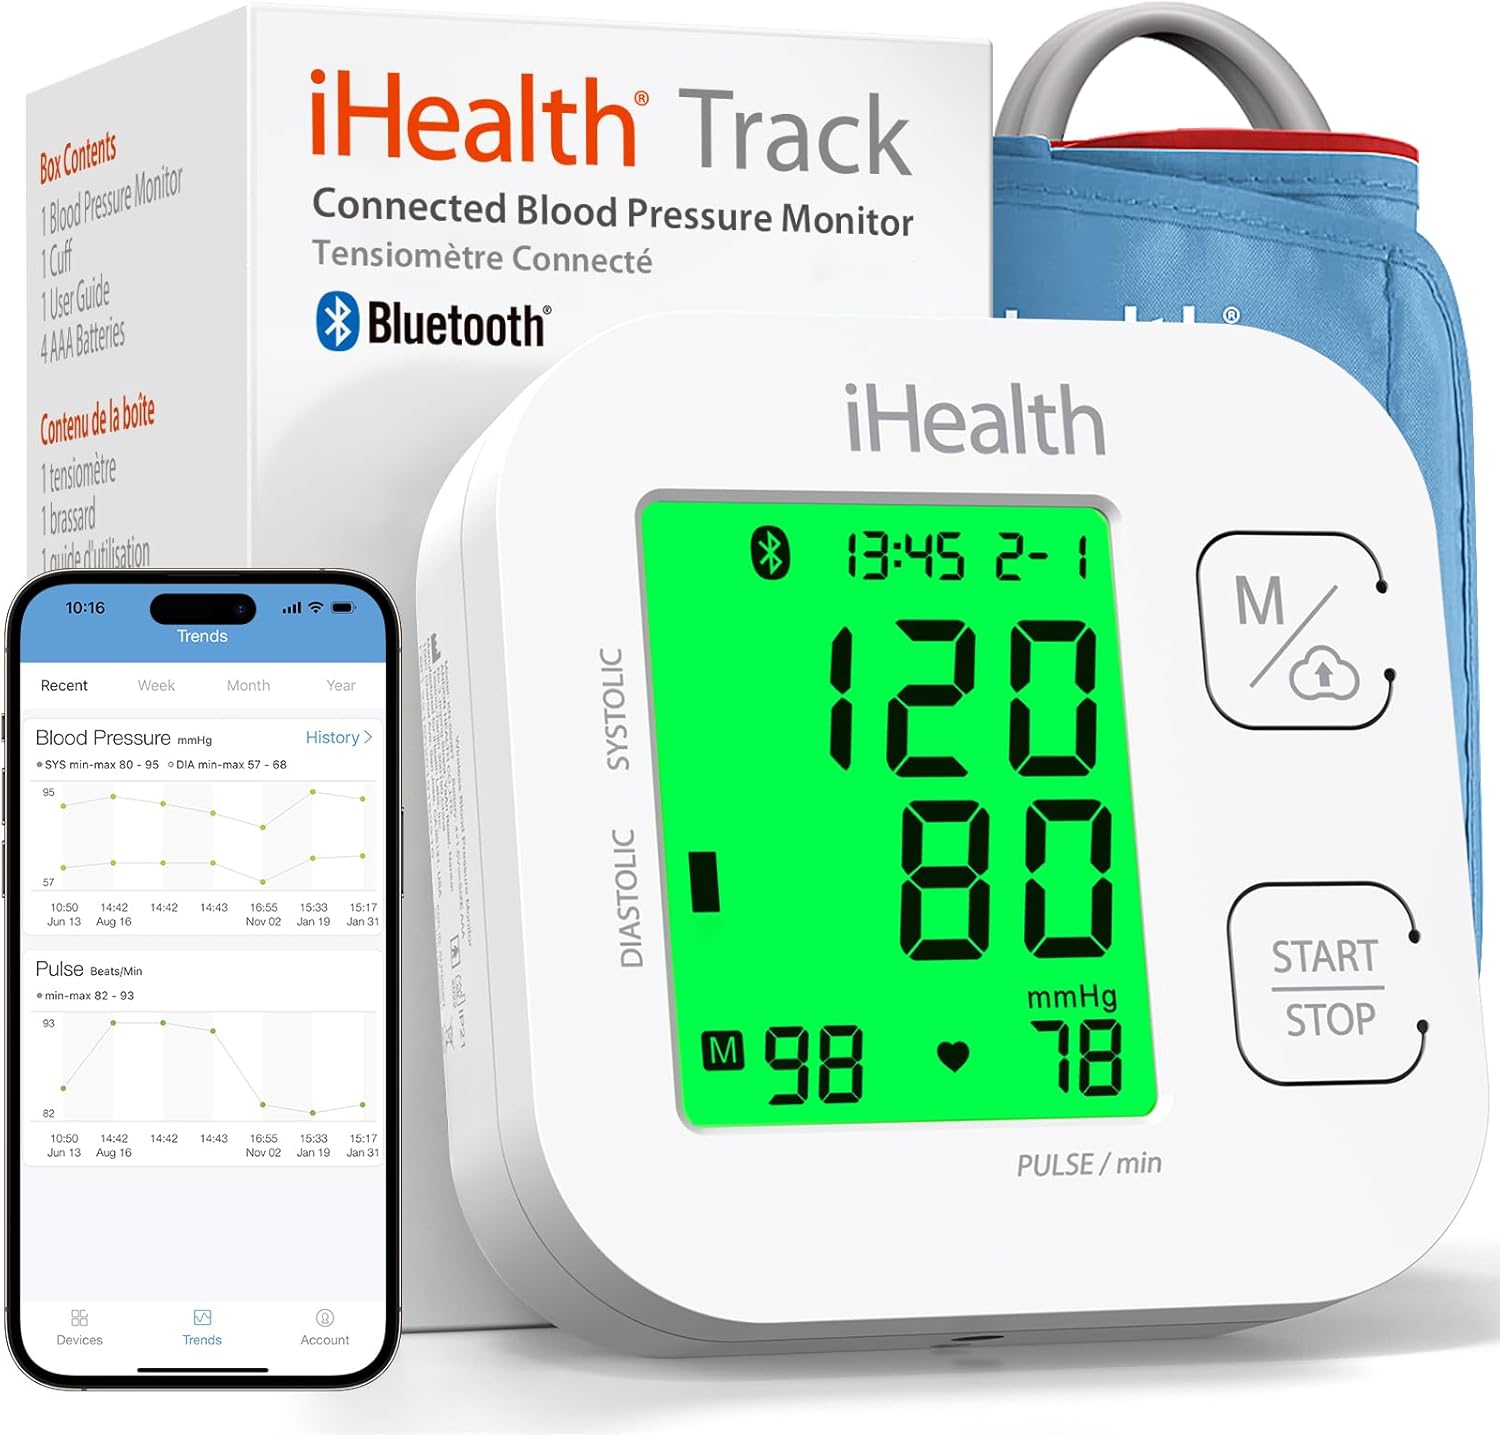 iHealth® Track
Connected Blood Pressure Monitor
Tensiomètre Connecté
Bluetooth®
Box Contents
1 Blood Pressure Monitor
1 Cuff
1 User Guide
4 AAA Batteries
Contenu de la boîte
1 tensiomètre
1 brassard
1 guide d'utilisation
®
iHealth
13:45 2-1
SYSTOLIC
120
DIASTOLIC
80
mmHg
M 98 78
PULSE / min
M
START
STOP
IP21
10:16
Trends
Recent Week Month Year
Blood Pressure mmHg History >
SYS min-max 80 - 95 DIA min-max 57 - 68
95
57
10:50 14:42 14:42 14:43 16:55 15:33 15:17
Jun 13 Aug 16 Nov 02 Jan 19 Jan 31
Pulse Beats/Min
min-max 82 - 93
93
82
10:50 14:42 14:42 14:43 16:55 15:33 15:17
Jun 13 Aug 16 Nov 02 Jan 19 Jan 31
Devices Trends Account